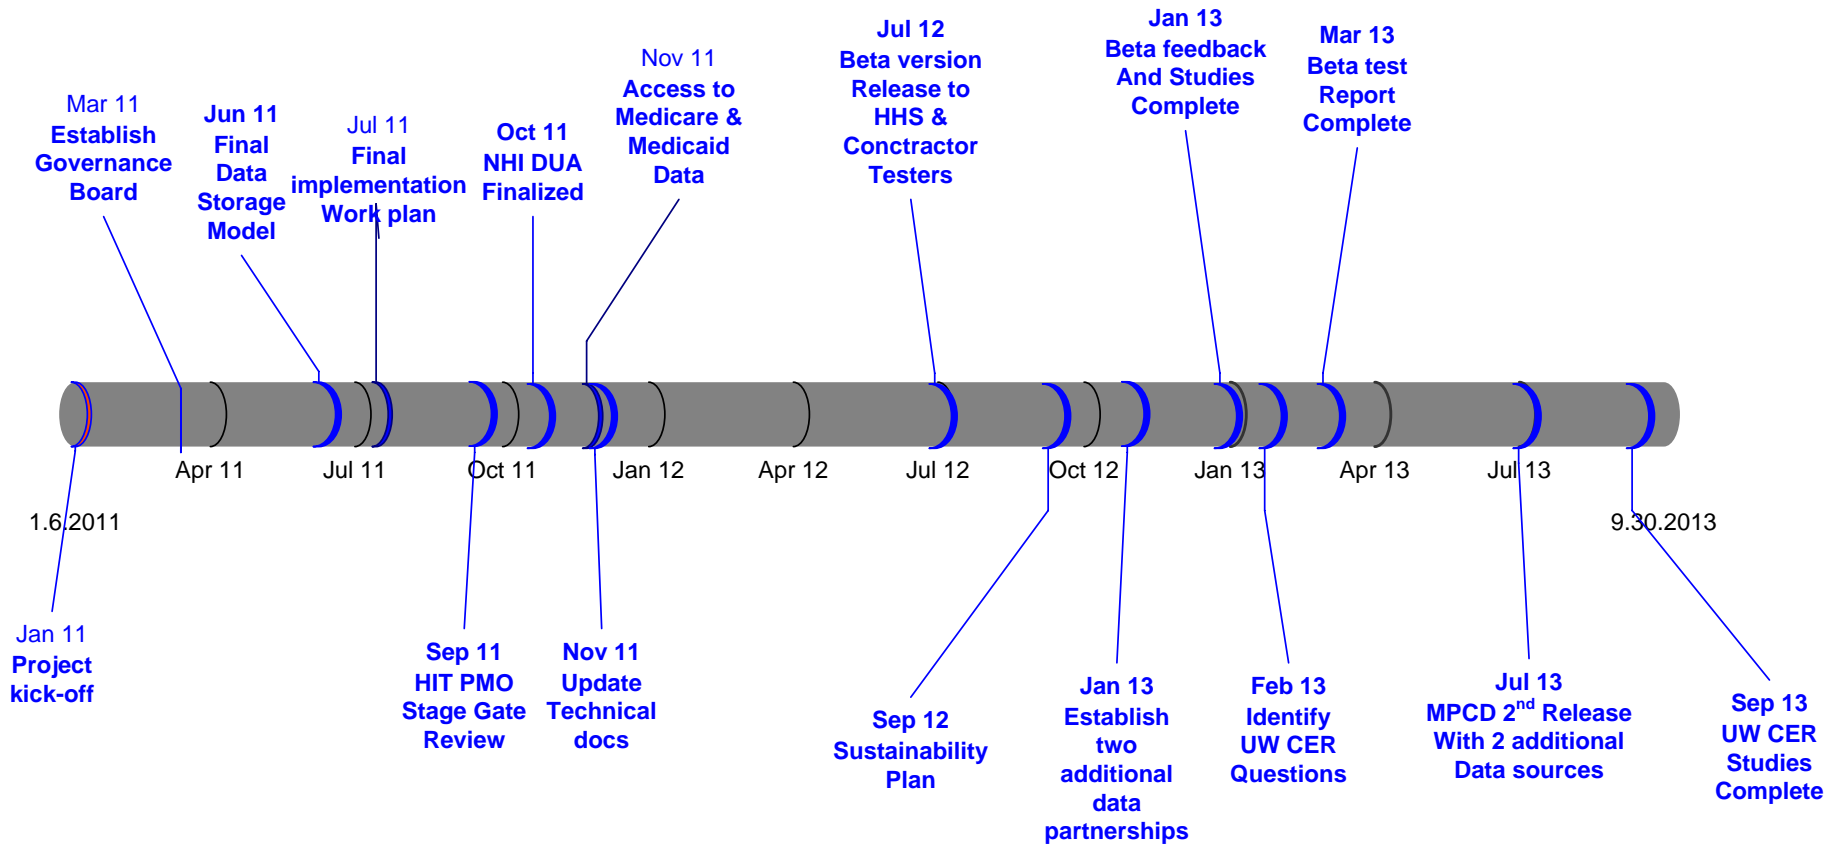 Mar 11
Establish
Governance
Board
Jun 11
Final
Data
Storage
Model
Jul 11
Final
implementation
Work plan
Oct 11
NHI DUA
Finalized
Nov 11
Access to
Medicare &
Medicaid
Data
Jul 12
Beta version
Release to
HHS &
Conctractor
Testers
Jan 13
Beta feedback
And Studies
Complete
Mar 13
Beta test
Report
Complete
Apr 11
Jul 11
Oct 11
Jan 12
Apr 12
Jul 12
Oct 12
Jan 13
Apr 13
Jul 13
1.6.2011
9.30.2013
Jan 11
Project
kick-off
Sep 11
HIT PMO
Stage Gate
Review
Nov 11
Update
Technical
docs
Sep 12
Sustainability
Plan
Jan 13
Establish
two
additional
data
partnerships
Feb 13
Identify
UW CER
Questions
Jul 13
MPCD 2nd Release
With 2 additional
Data sources
Sep 13
UW CER
Studies
Complete